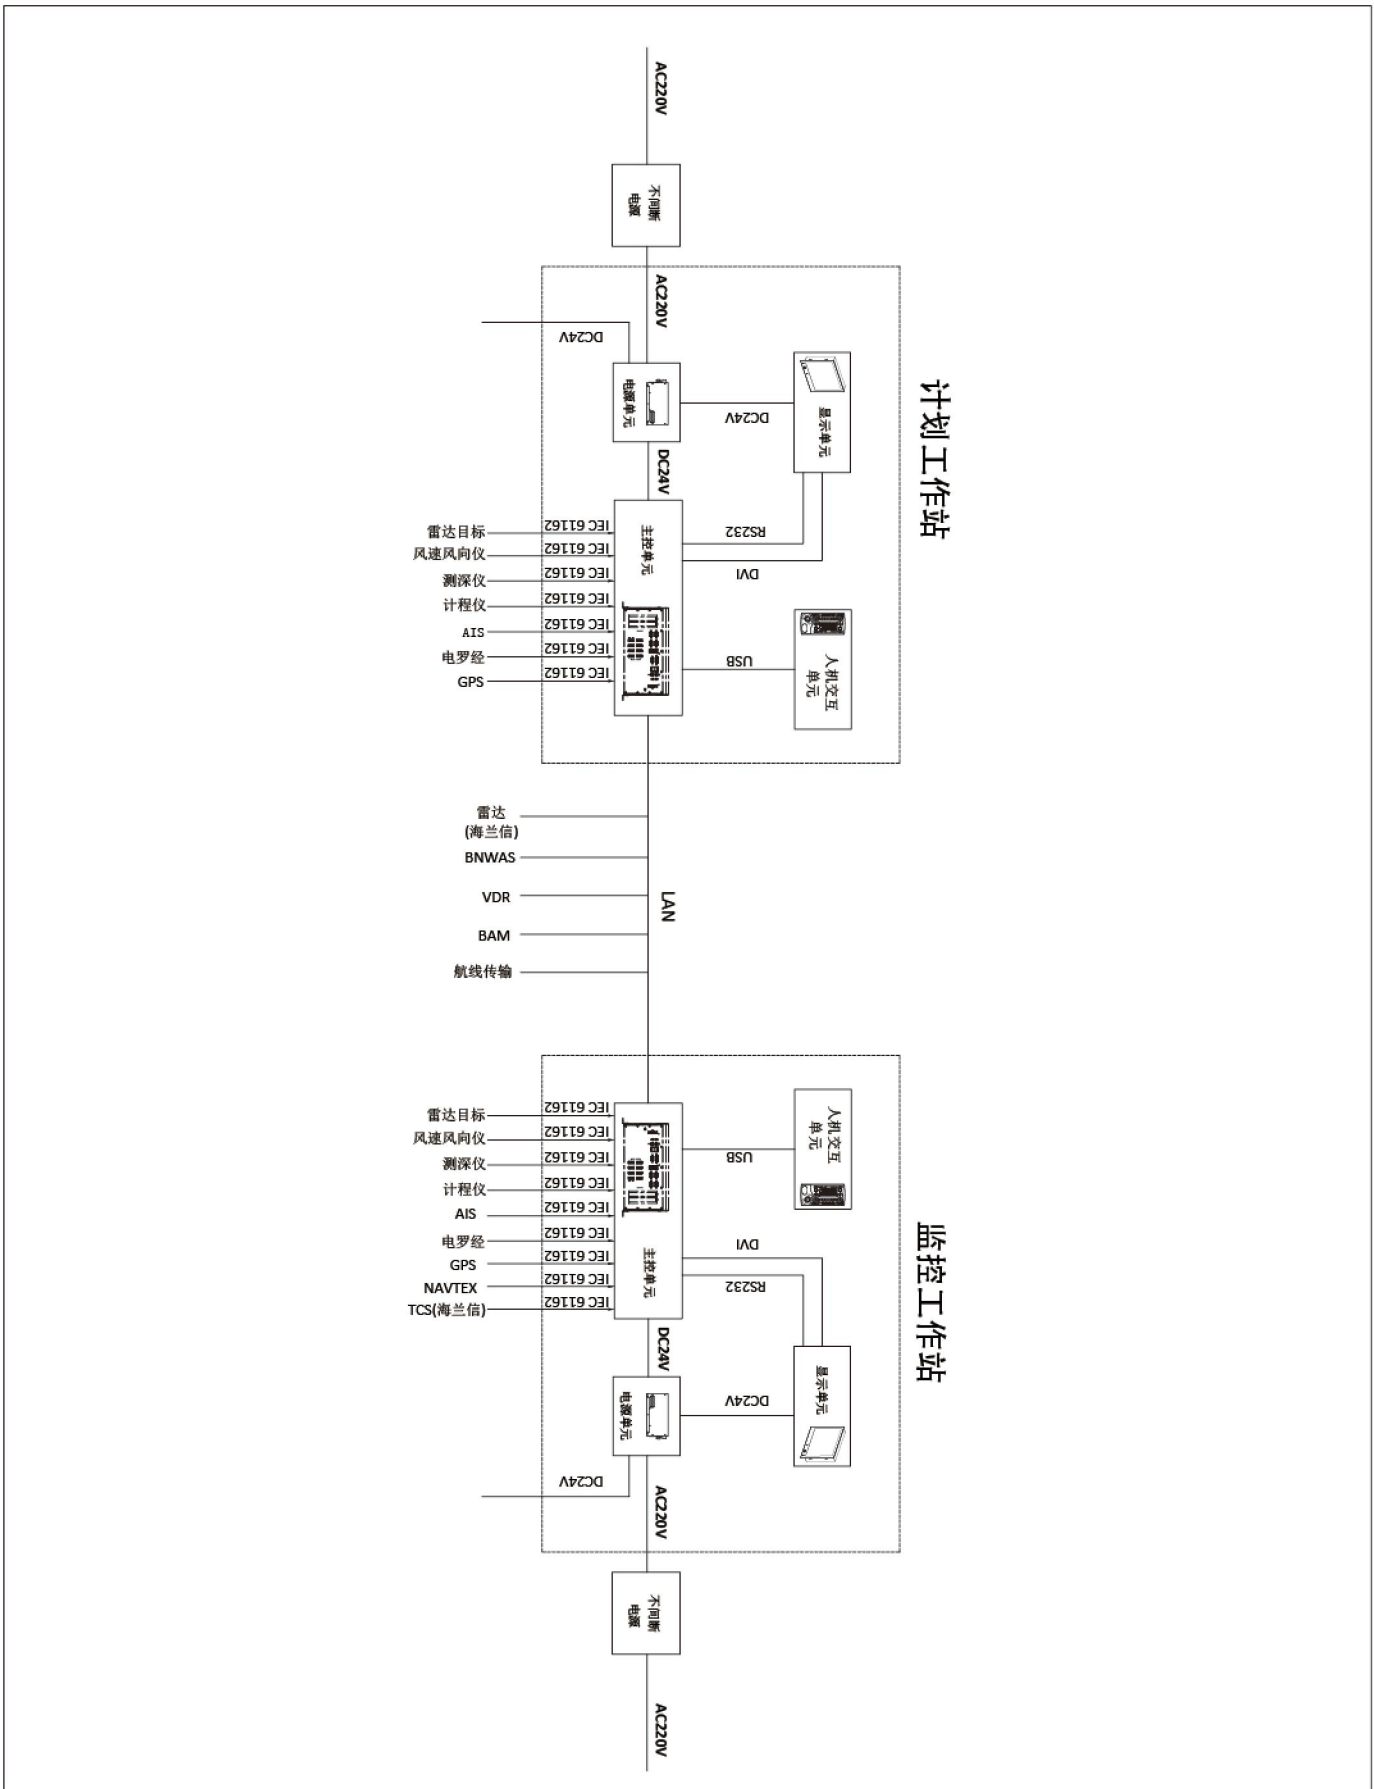 AC220V
不间断
电源
AC220V
DC24V
电源单元
DC24V
显示单元
计划工作站
DC24V
RS232
DVI
主控单元
USB
人机交互
单元
雷达目标
IEC 61162
风速风向仪
IEC 61162
测深仪
IEC 61162
计程仪
IEC 61162
AIS
IEC 61162
电罗经
IEC 61162
GPS
IEC 61162
雷达
(海兰信)
BNWAS
VDR
LAN
BAM
航线传输
雷达目标
IEC 61162
风速风向仪
IEC 61162
测深仪
IEC 61162
计程仪
IEC 61162
AIS
IEC 61162
电罗经
IEC 61162
GPS
IEC 61162
NAVTEX
IEC 61162
TCS(海兰信)
IEC 61162
人机交互
单元
USB
主控单元
DVI
RS232
监控工作站
DC24V
显示单元
DC24V
电源单元
DC24V
AC220V
不间断
电源
AC220V